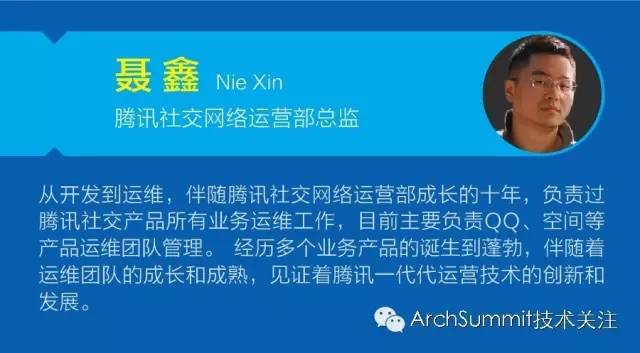 聂 鑫 Nie Xin
腾讯社交网络运营部总监
从开发到运维，伴随腾讯社交网络运营部成长的十年，负责过
腾讯社交产品所有业务运维工作，目前主要负责QQ、空间等
产品运维团队管理。 经历多个业务产品的诞生到蓬勃，伴随着
运维团队的成长和成熟，见证着腾讯一代代运营技术的创新和
发展。
ArchSummit技术关注